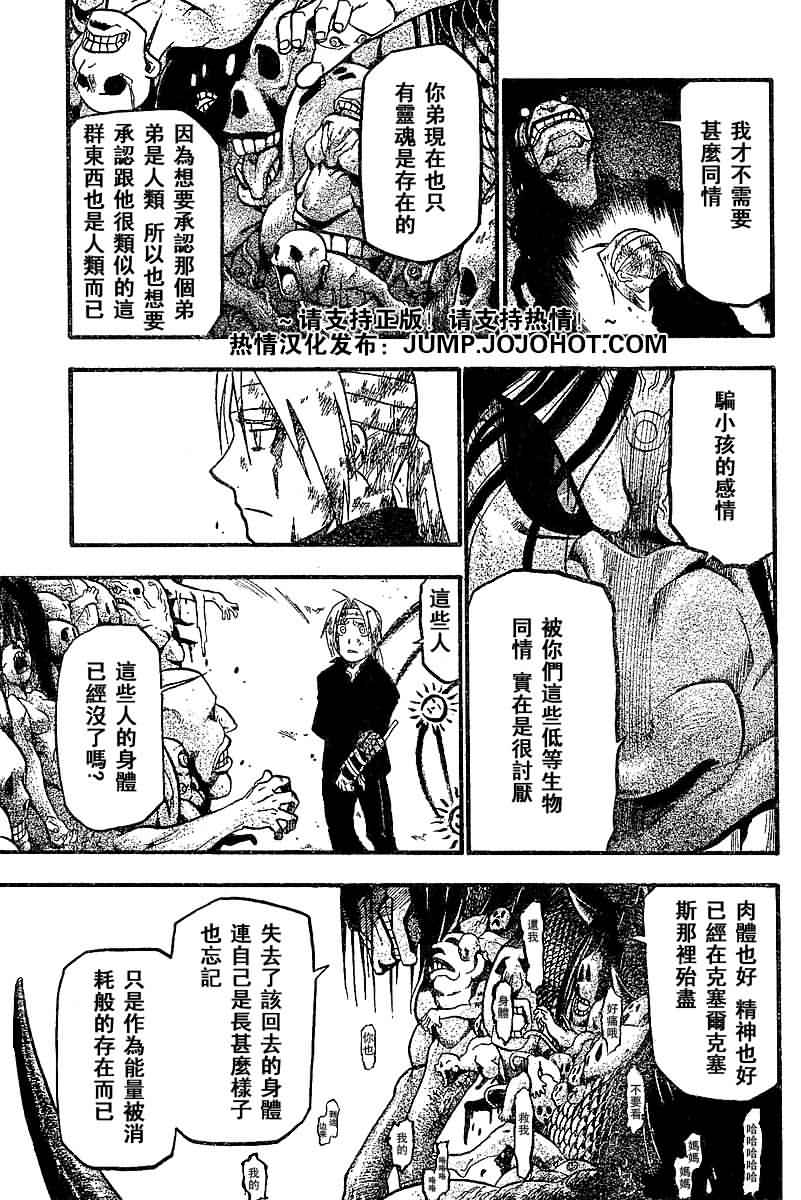 我才不需要
甚麼同情
你弟現在也只
有靈魂是存在的
因為想要承認那個弟
弟是人類 所以也想要
承認跟他很類似的這
群東西也是人類而已
~ 请支持正版！请支持热情！ ~
热情汉化发布：JUMP.JOJOHOT.COM
騙小孩的感情
被你們這些低等生物
同情 實在是很討厭
這些人
這些人的身體
已經沒了嗎?
肉體也好 精神也好
已經在克塞爾克塞
斯那裡殆盡
還我
身體
好痛哦
你也
不要看
救我
我的
媽媽
媽媽
哈哈哈哈哈
失去了該回去的身體
連自己是長甚麼樣子
也忘記
只是作為能量被消
耗般的存在而已
我的